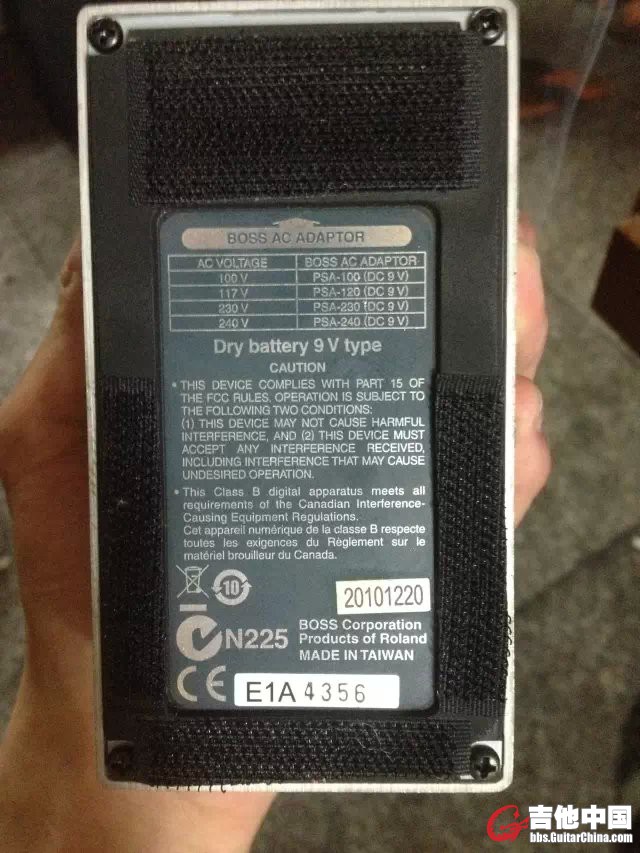 BOSS AC ADAPTOR
AC VOLTAGE BOSS AC ADAPTOR
100 V PSA-100 (DC 9 V)
117 V PSA-120 (DC 9 V)
230 V PSA-230 (DC 9 V)
240 V PSA-240 (DC 9 V)
Dry battery 9 V type
CAUTION
• THIS DEVICE COMPLIES WITH PART 15 OF
THE FCC RULES. OPERATION IS SUBJECT TO
THE FOLLOWING TWO CONDITIONS:
(1) THIS DEVICE MAY NOT CAUSE HARMFUL
INTERFERENCE, AND (2) THIS DEVICE MUST
ACCEPT ANY INTERFERENCE RECEIVED,
INCLUDING INTERFERENCE THAT MAY CAUSE
UNDESIRED OPERATION.
• This Class B digital apparatus meets all
requirements of the Canadian Interference-
Causing Equipment Regulations.
Cet appareil numérique de la classe B respecte
toutes les exigences du Règlement sur le
matériel brouilleur du Canada.
10
20101220
N225
BOSS Corporation
Products of Roland
MADE IN TAIWAN
CE
E1A4356
吉他中国
bbs.GuitarChina.com